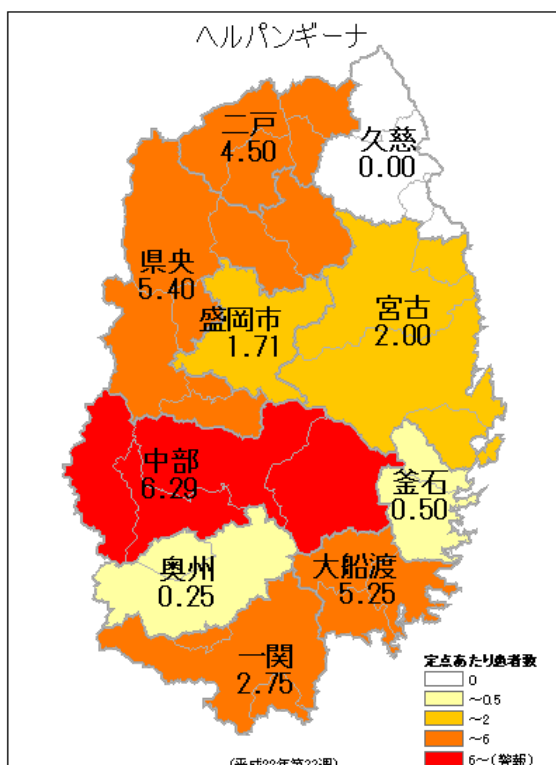 ヘルパンギーナ
二戸
4.50
久慈
0.00
県央
5.40
盛岡市
1.71
宮古
2.00
中部
6.29
釜石
0.50
奥州
0.25
大船渡
5.25
一関
2.75
定点あたり患者数
0
～0.5
～2
～6
6～(警報)